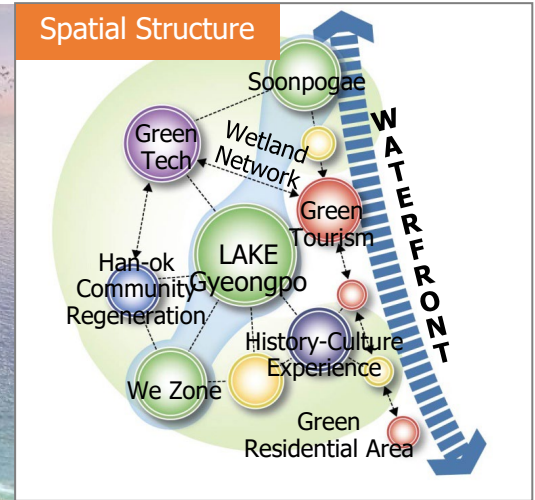 Spatial Structure
Soonpogae
Green
Tech
Wetland
Network
WATERFRONT
Green
Tourism
LAKE
Gyeongpo
Han-ok
Community
Regeneration
History-Culture
Experience
We Zone
Green
Residential Area